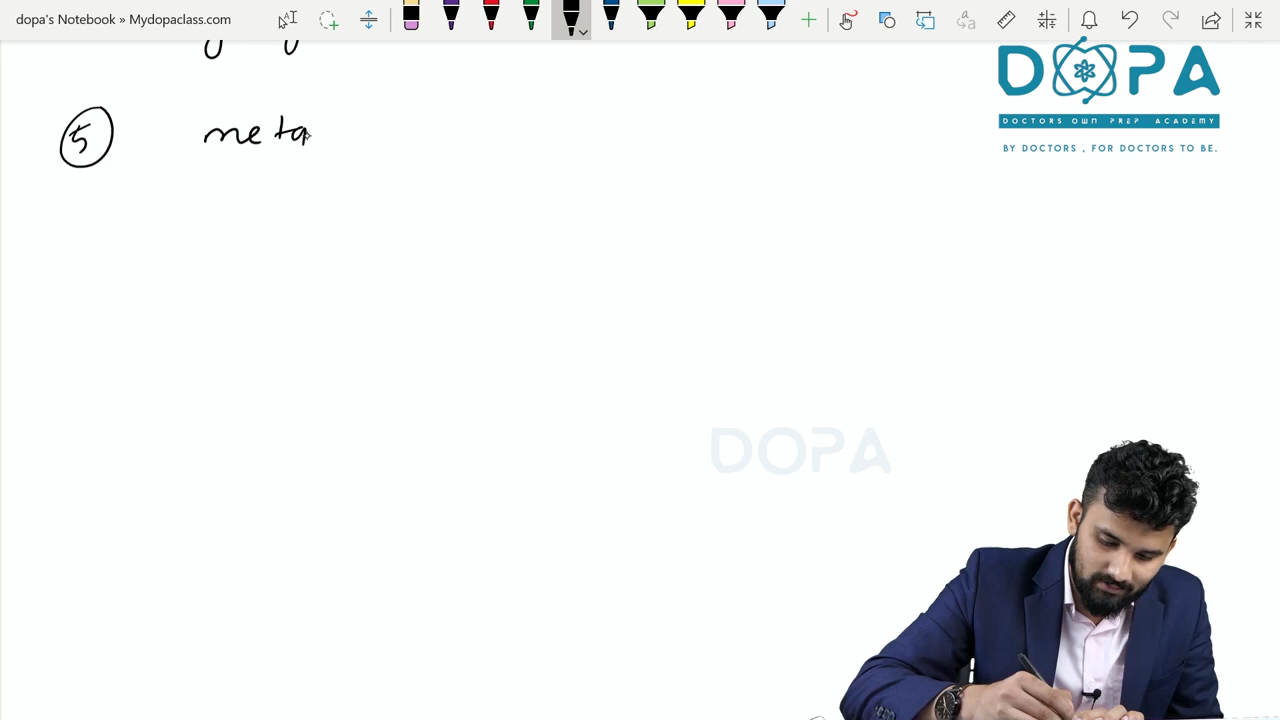 dopa's Notebook » Mydopaclass.com
DOPA
DOCTORS OWN PREP ACADEMY
BY DOCTORS , FOR DOCTORS TO BE.
5 meta
DOPA